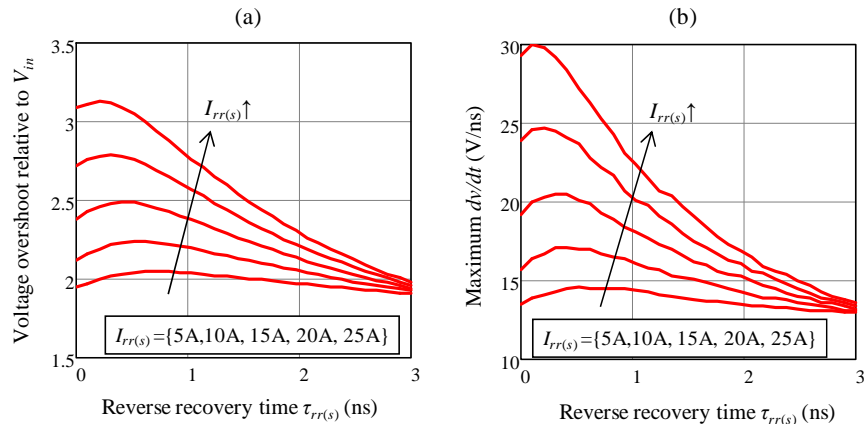 (a)
Voltage overshoot relative to V_in
3.5
3
2.5
2
1.5
I_rr(s)↑
I_rr(s)={5A,10A, 15A, 20A, 25A}
0
1
2
3
Reverse recovery time τ_rr(s) (ns)
(b)
Maximum dv/dt (V/ns)
30
25
20
15
10
I_rr(s)↑
I_rr(s)={5A,10A, 15A, 20A, 25A}
0
1
2
3
Reverse recovery time τ_rr(s) (ns)